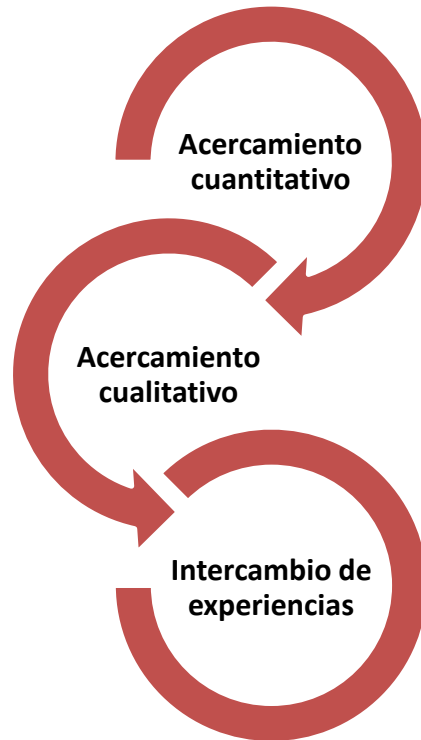 Acercamiento
cuantitativo
Acercamiento
cualitativo
Intercambio de
experiencias